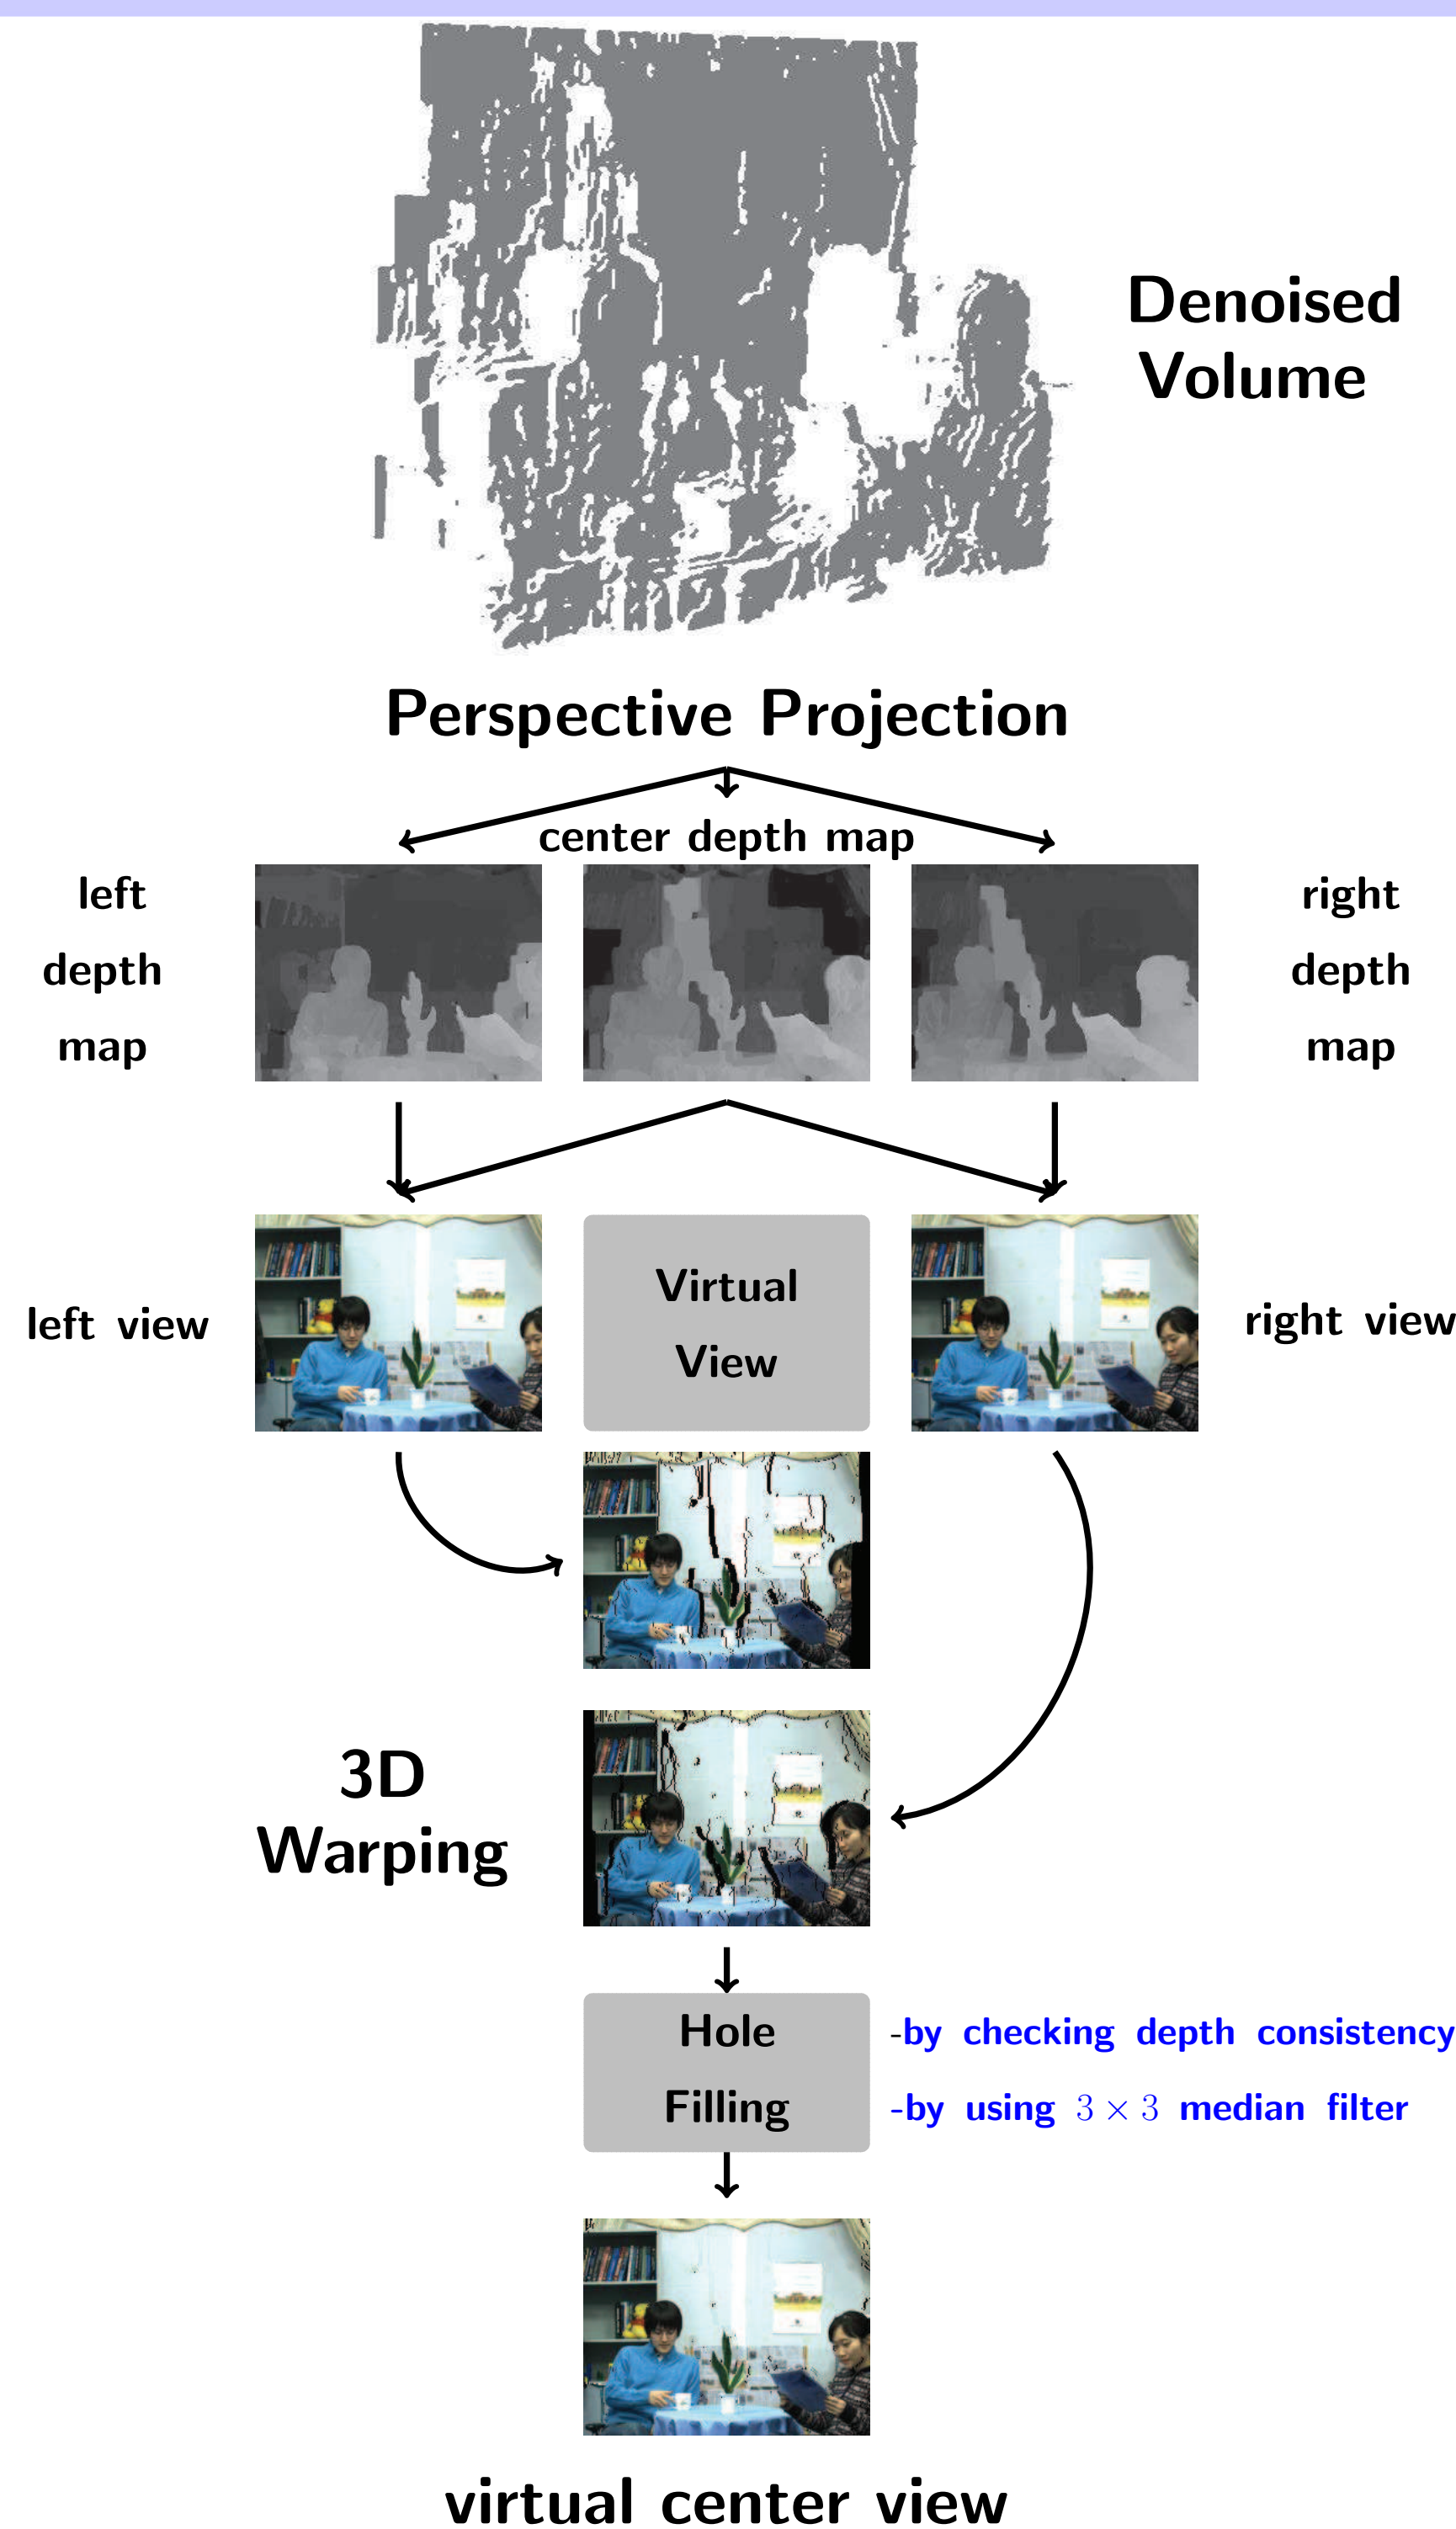 Denoised
Volume
Perspective Projection
center depth map
left
depth
map
right
depth
map
left view
Virtual
View
right view
3D
Warping
Hole
Filling
-by checking depth consistency
-by using 3 × 3 median filter
virtual center view